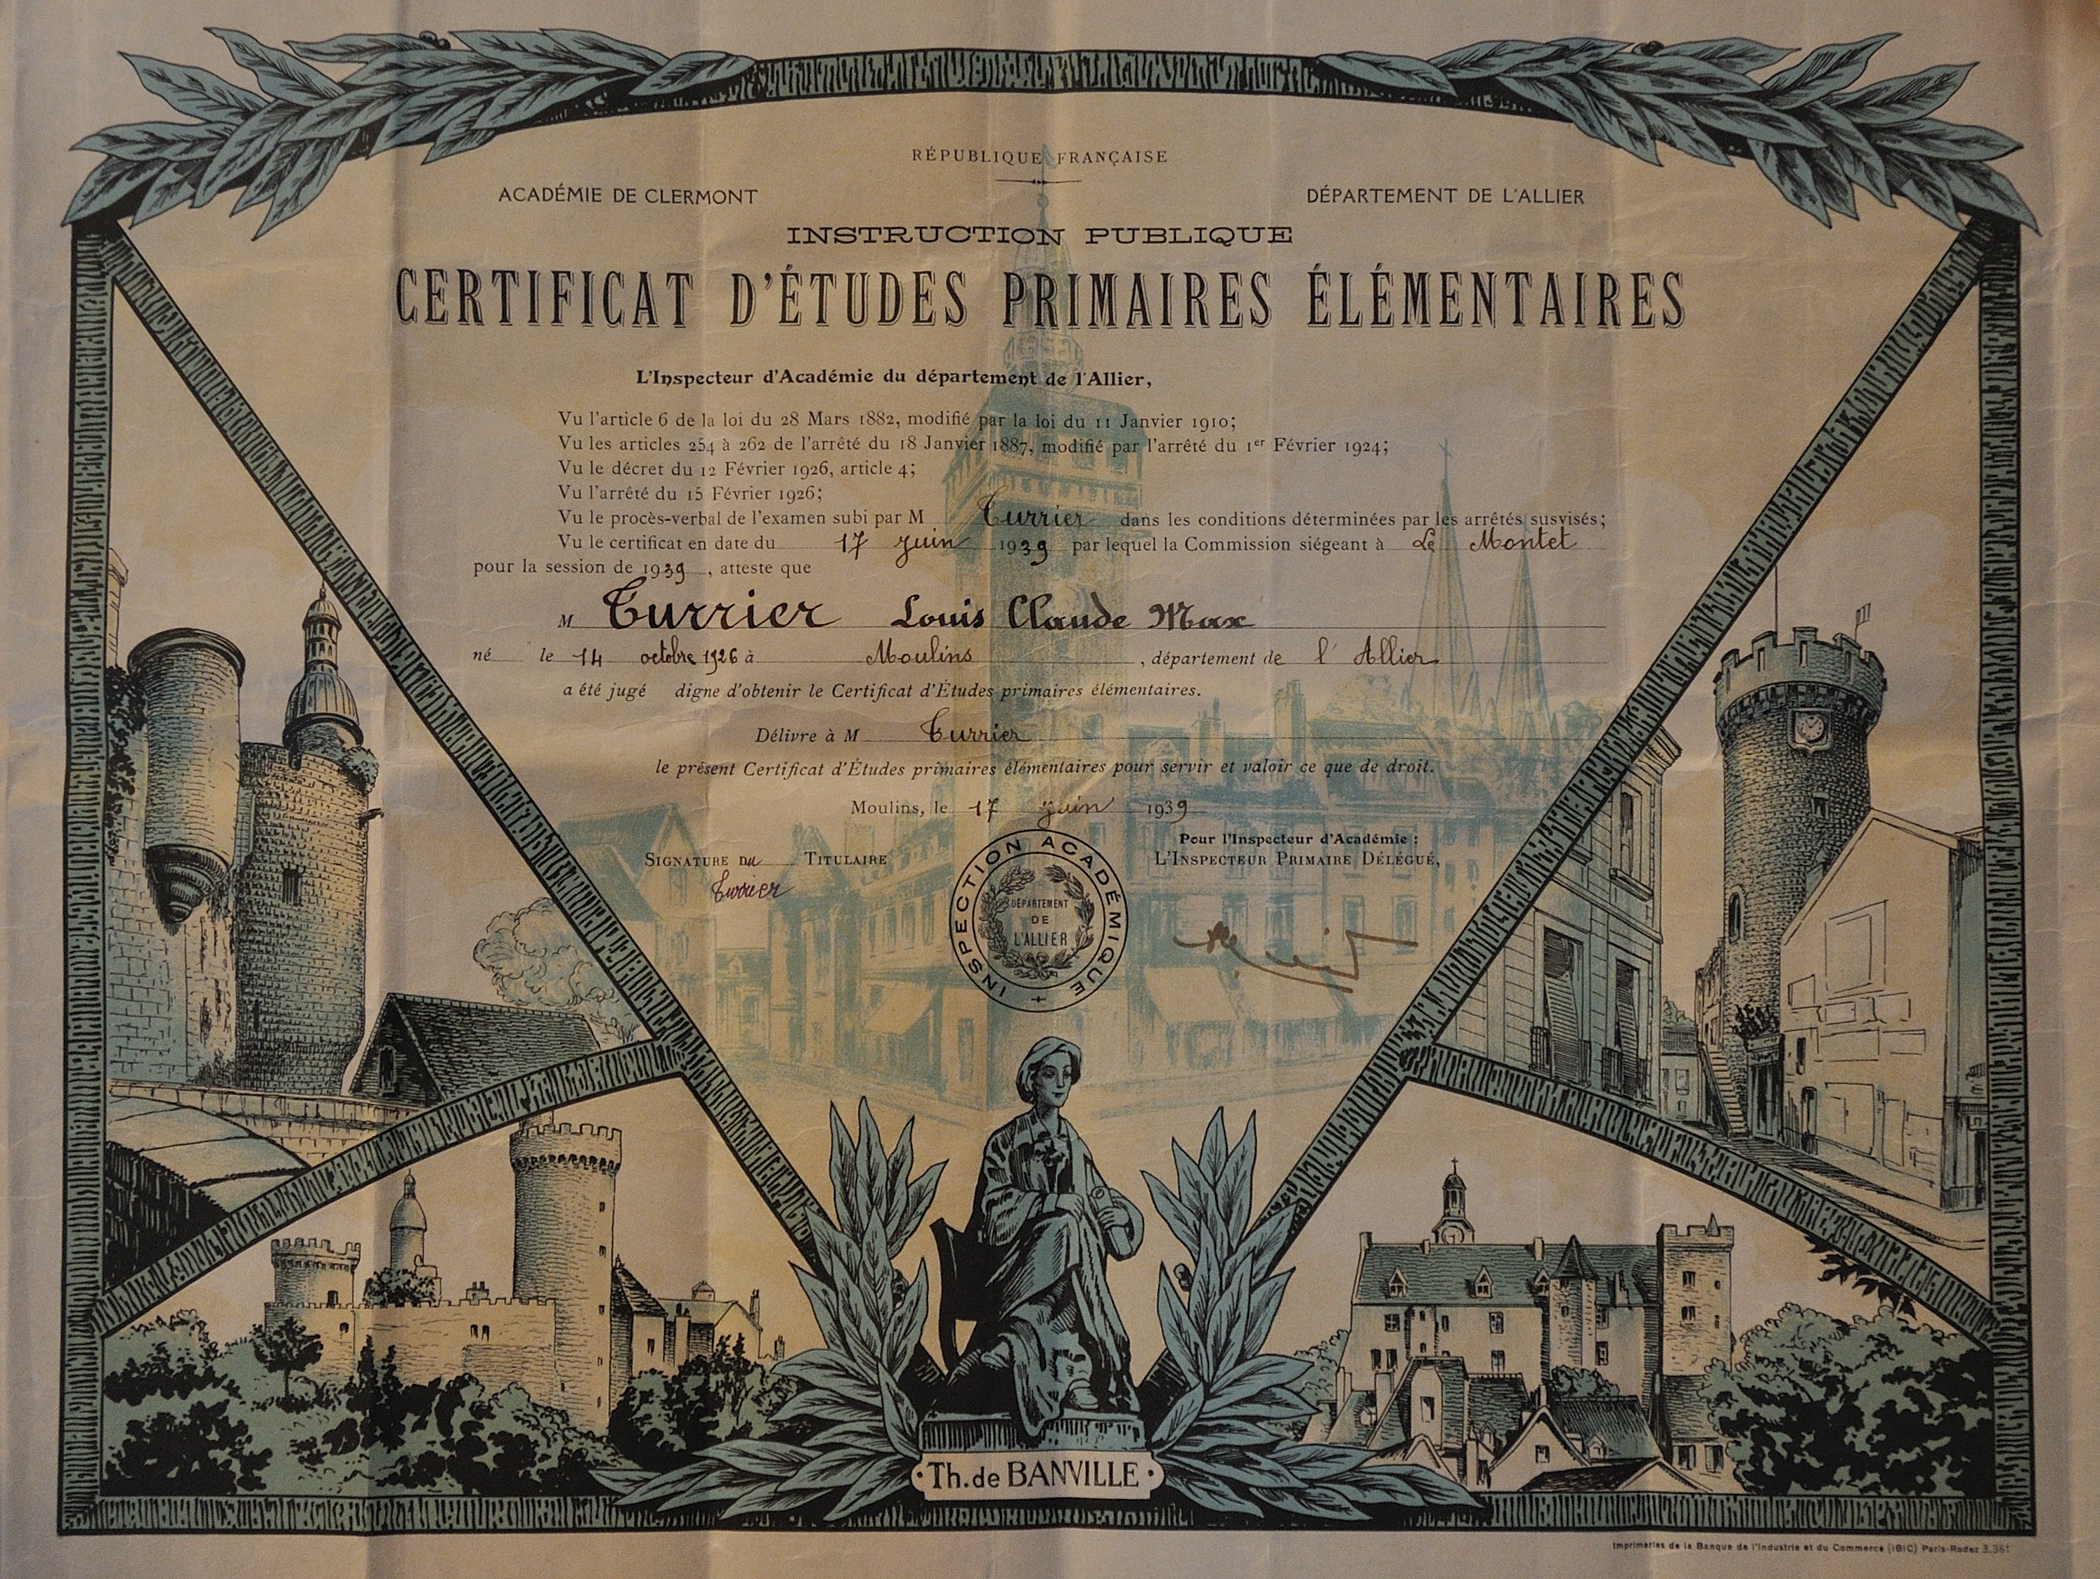 RÉPUBLIQUE FRANÇAISE
ACADÉMIE DE CLERMONT
DÉPARTEMENT DE L'ALLIER
INSTRUCTION PUBLIQUE
CERTIFICAT D'ÉTUDES PRIMAIRES ÉLÉMENTAIRES
L'Inspecteur d'Académie du département de l'Allier,
Vu l'article 6 de la loi du 28 Mars 1882, modifié par la loi du 11 Janvier 1910;
Vu les articles 254 à 262 de l'arrêté du 18 Janvier 1887, modifié par l'arrêté du 1er Février 1924;
Vu le décret du 12 Février 1926, article 4;
Vu l'arrêté du 15 Février 1926;
Vu le procès-verbal de l'examen subi par M Turrier dans les conditions déterminées par les arrêtés susvisés;
Vu le certificat en date du 17 juin 1939 par lequel la Commission siégeant à Le Montet
pour la session de 1939, atteste que
M Turrier Louis Claude Max
né le 14 octobre 1926 à Moulins, département de l'Allier
a été jugé digne d'obtenir le Certificat d'Études primaires élémentaires.
Délivre à M Turrier
le présent Certificat d'Études primaires élémentaires pour servir et valoir ce que de droit.
Moulins, le 17 juin 1939
Pour l'Inspecteur d'Académie :
SIGNATURE du TITULAIRE
L'INSPECTEUR PRIMAIRE DÉLÉGUÉ,
Turrier
INSPECTION ACADÉMIQUE
DÉPARTEMENT
DE
L'ALLIER
Th. de BANVILLE
Imprimeries de la Banque de l'Industrie et du Commerce (IBIC) Paris-Rodez